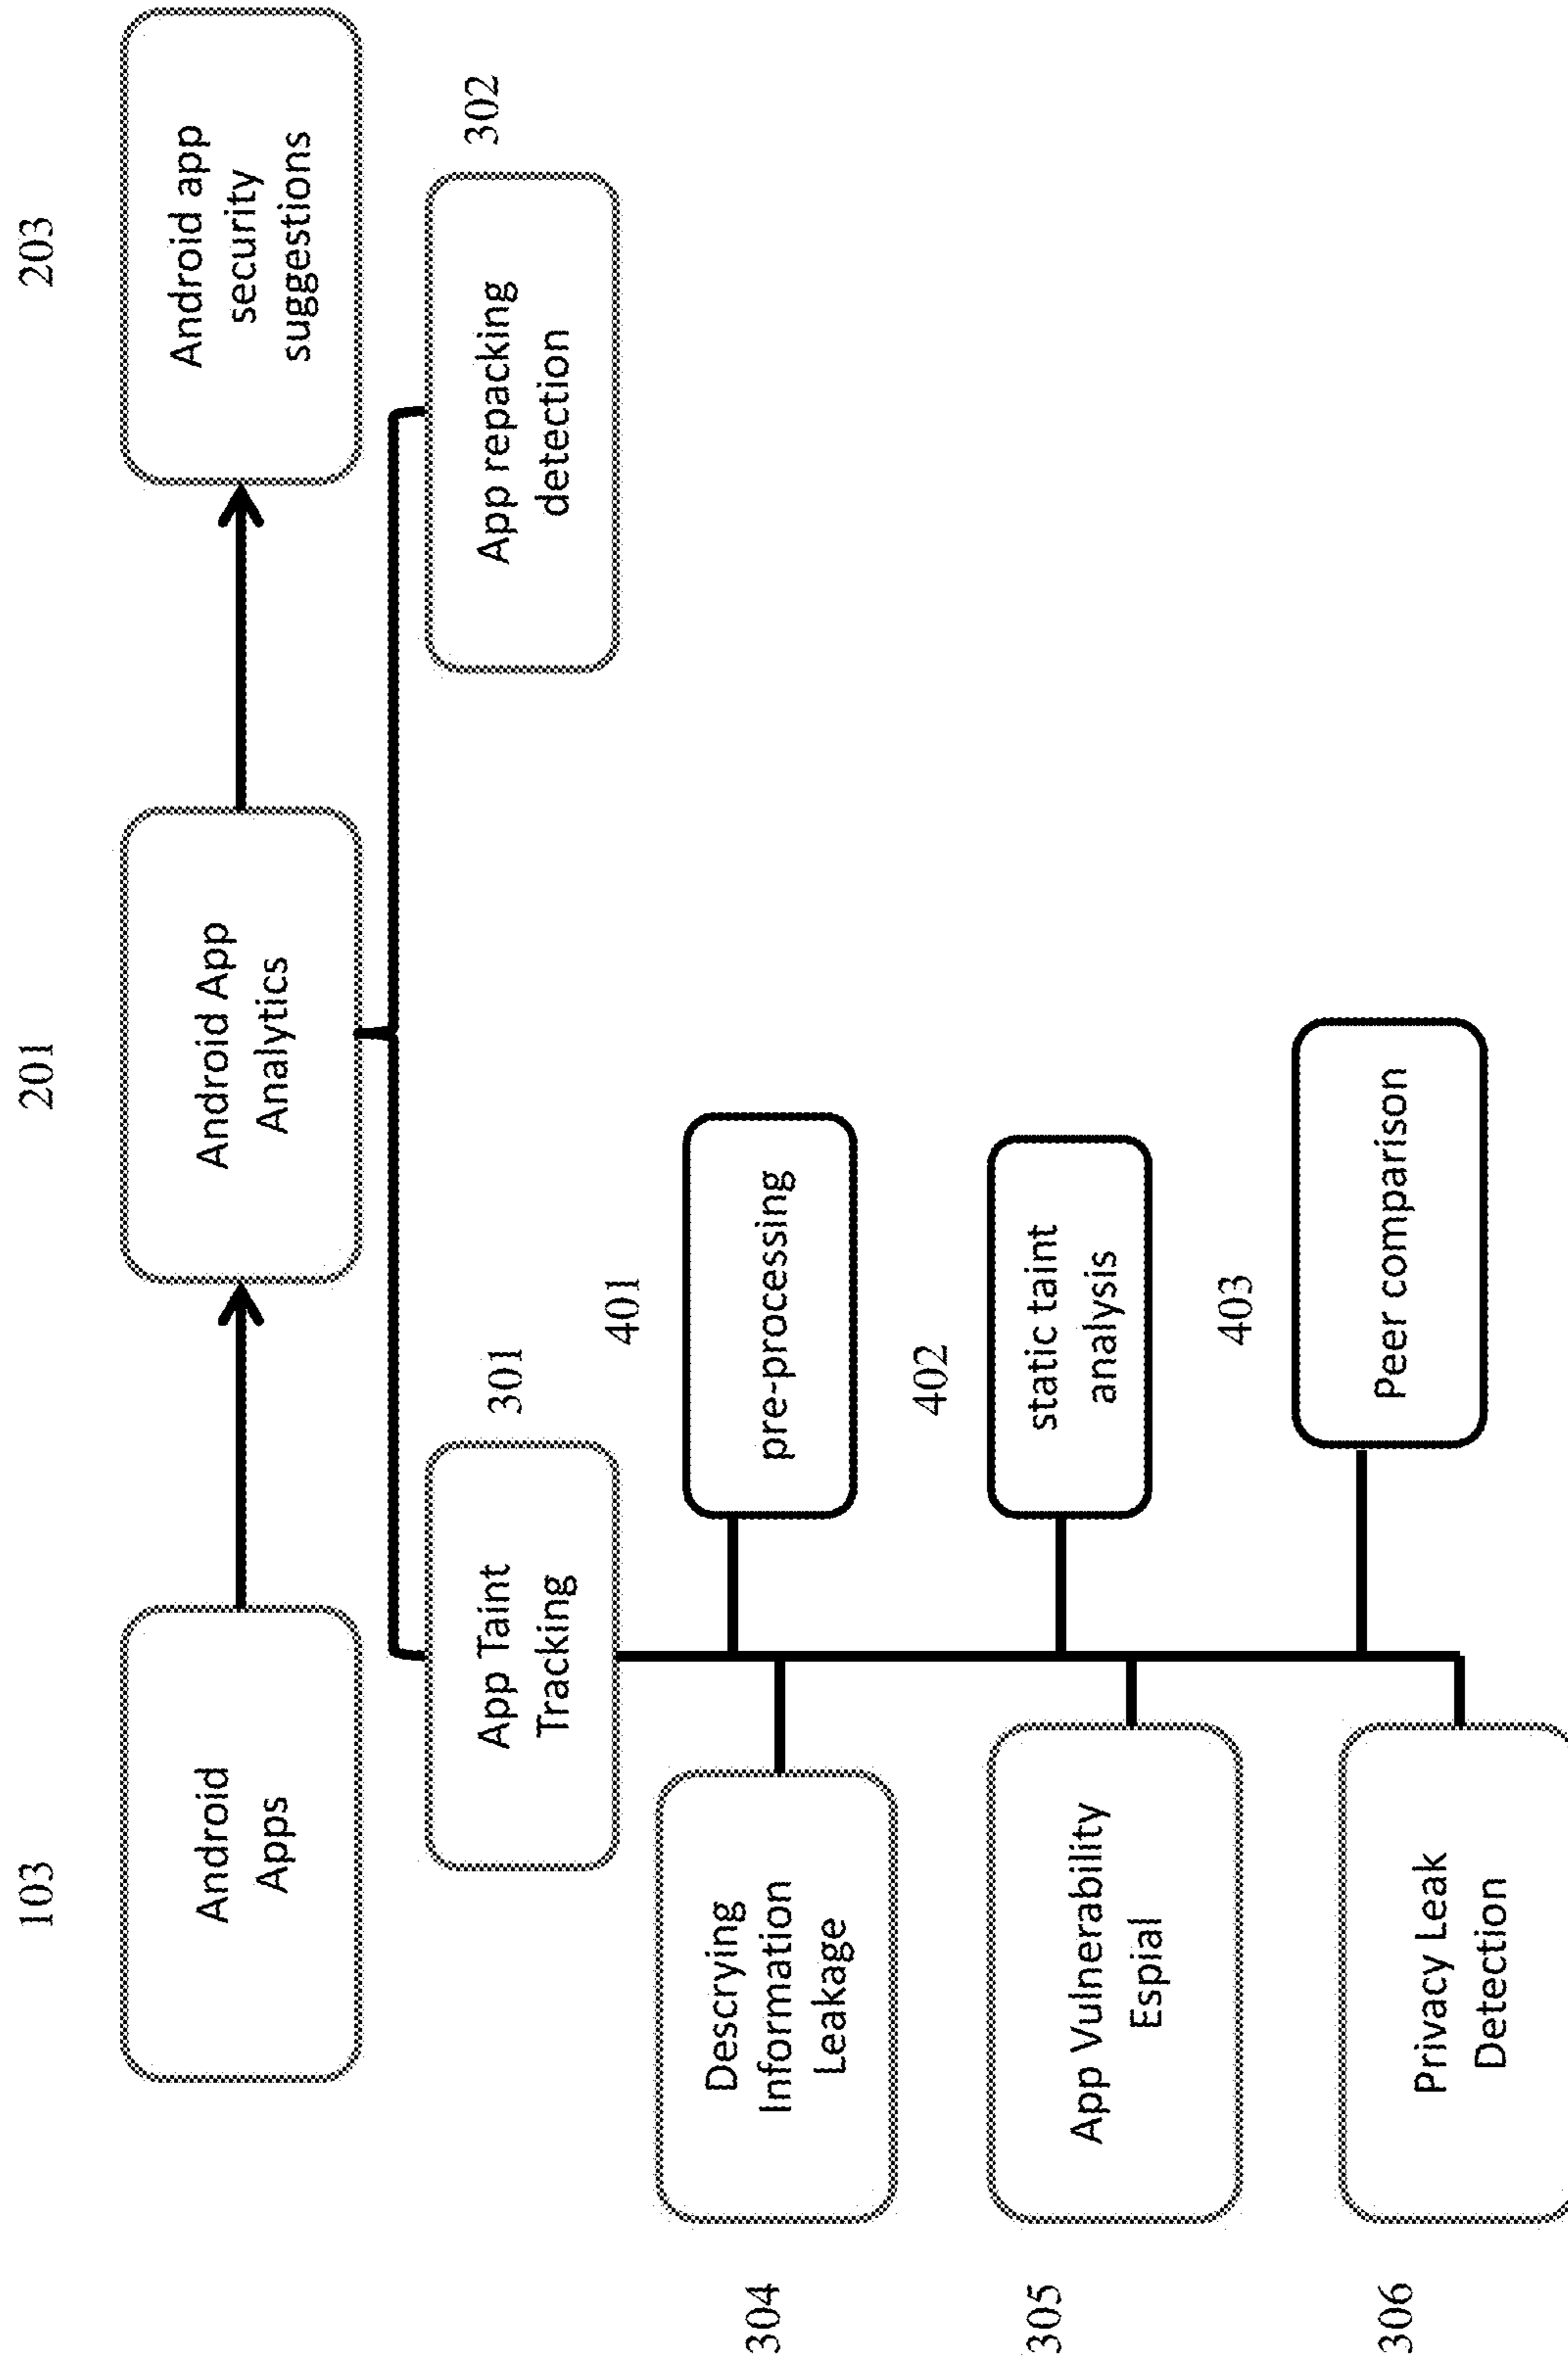 103
201
203
Android
Apps
Android App
Analytics
Android app
security
suggestions
App Taint
Tracking
301
App repacking
detection
302
304
Descrying
Information
Leakage
401
pre-processing
305
App Vulnerability
Espial
402
static taint
analysis
306
Privacy Leak
Detection
403
Peer comparison